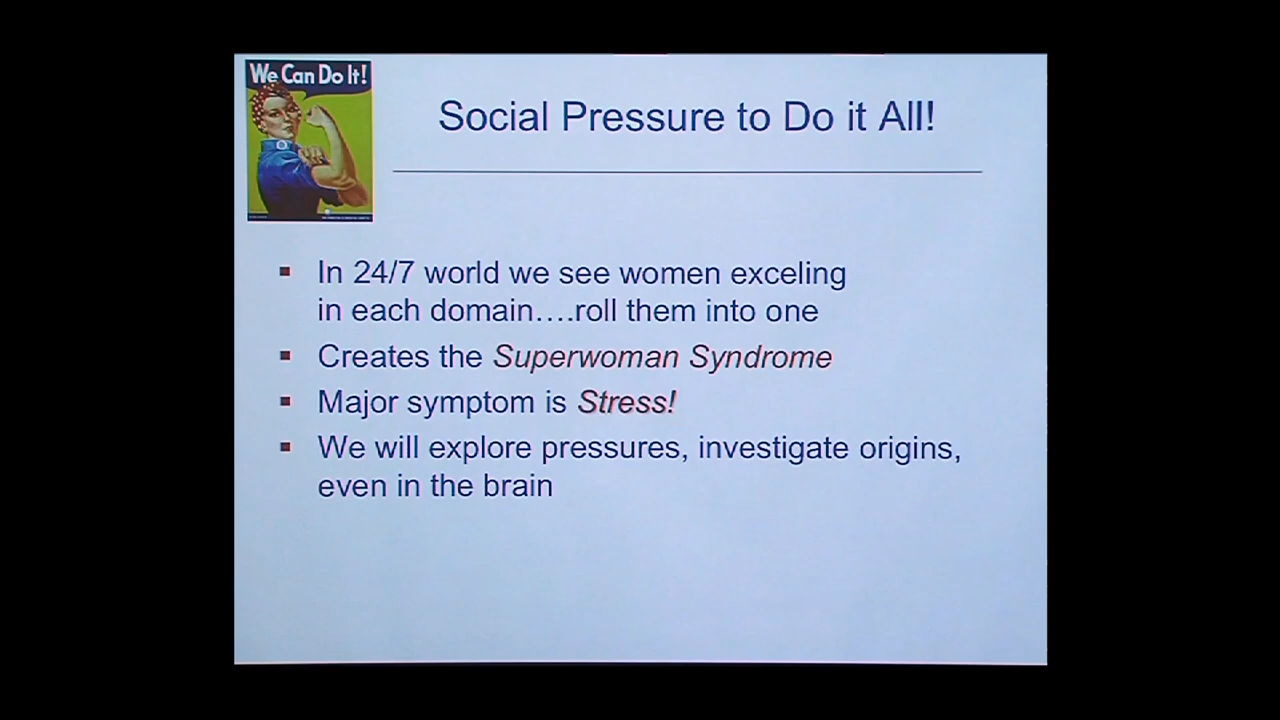 We Can Do It!
Social Pressure to Do it All!
▪ In 24/7 world we see women exceling
in each domain….roll them into one
▪ Creates the Superwoman Syndrome
▪ Major symptom is Stress!
▪ We will explore pressures, investigate origins,
even in the brain